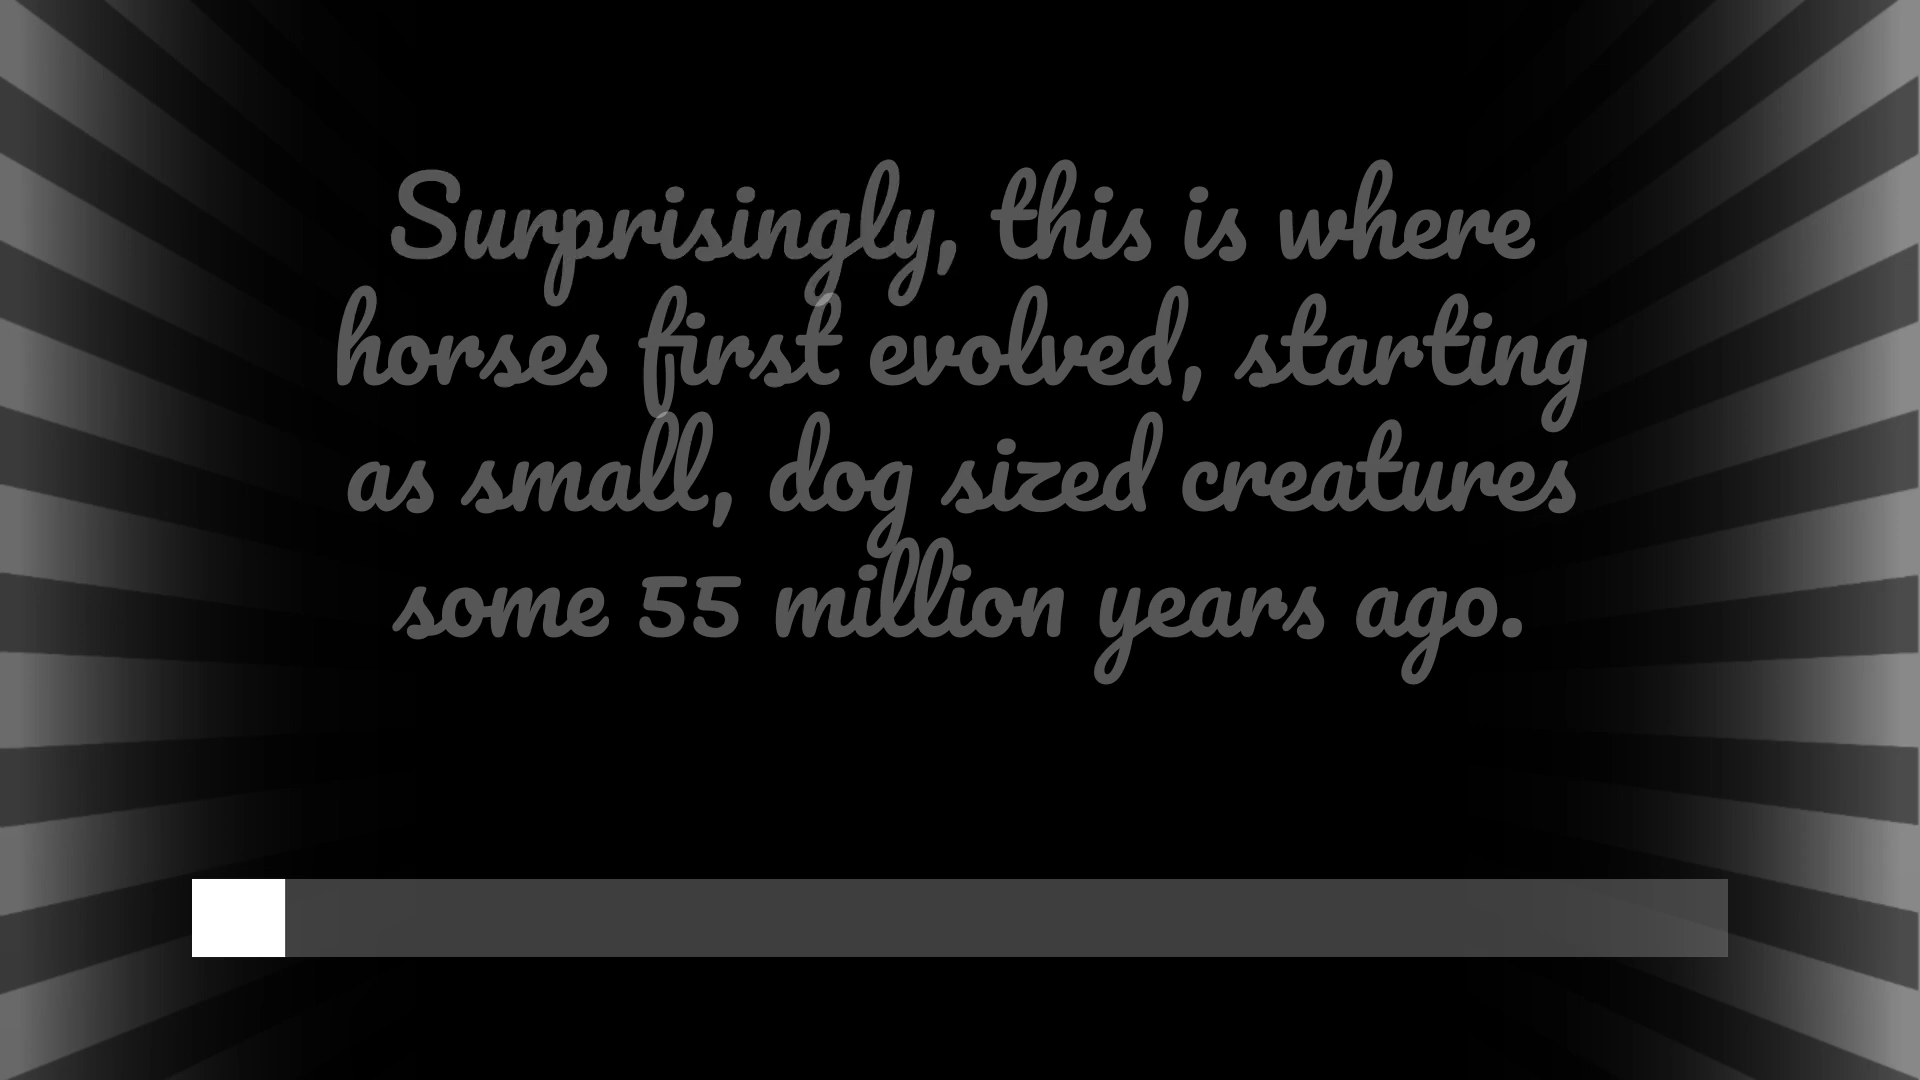 Surprisingly, this is where
horses first evolved, starting
as small, dog sized creatures
some 55 million years ago.